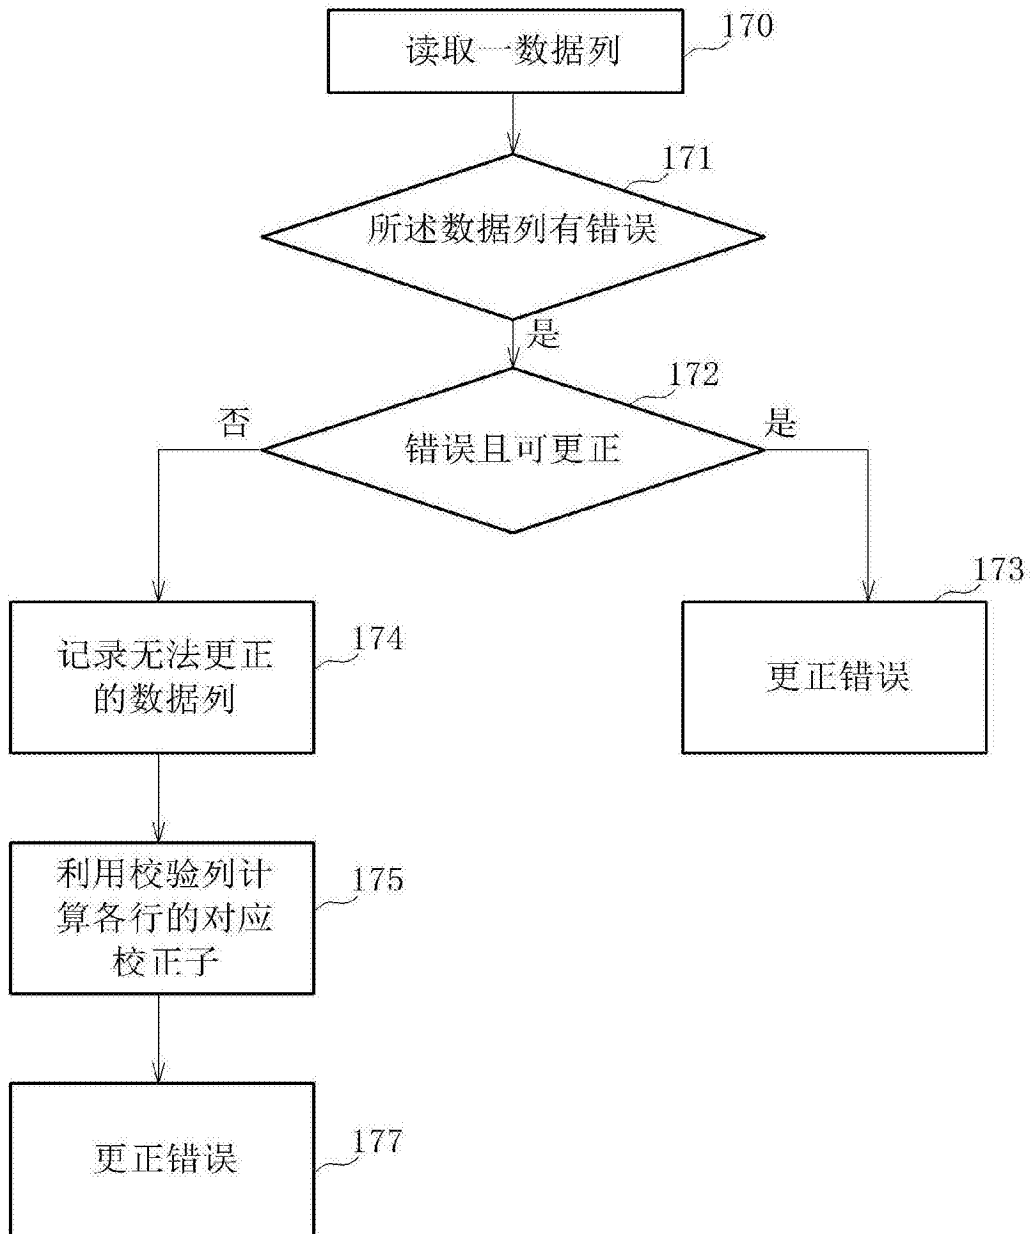 读取一数据列
170
所述数据列有错误
171
是
错误且可更正
172
否
是
记录无法更正
的数据列
174
更正错误
173
利用校验列计
算各行的对应
校正子
175
更正错误
177